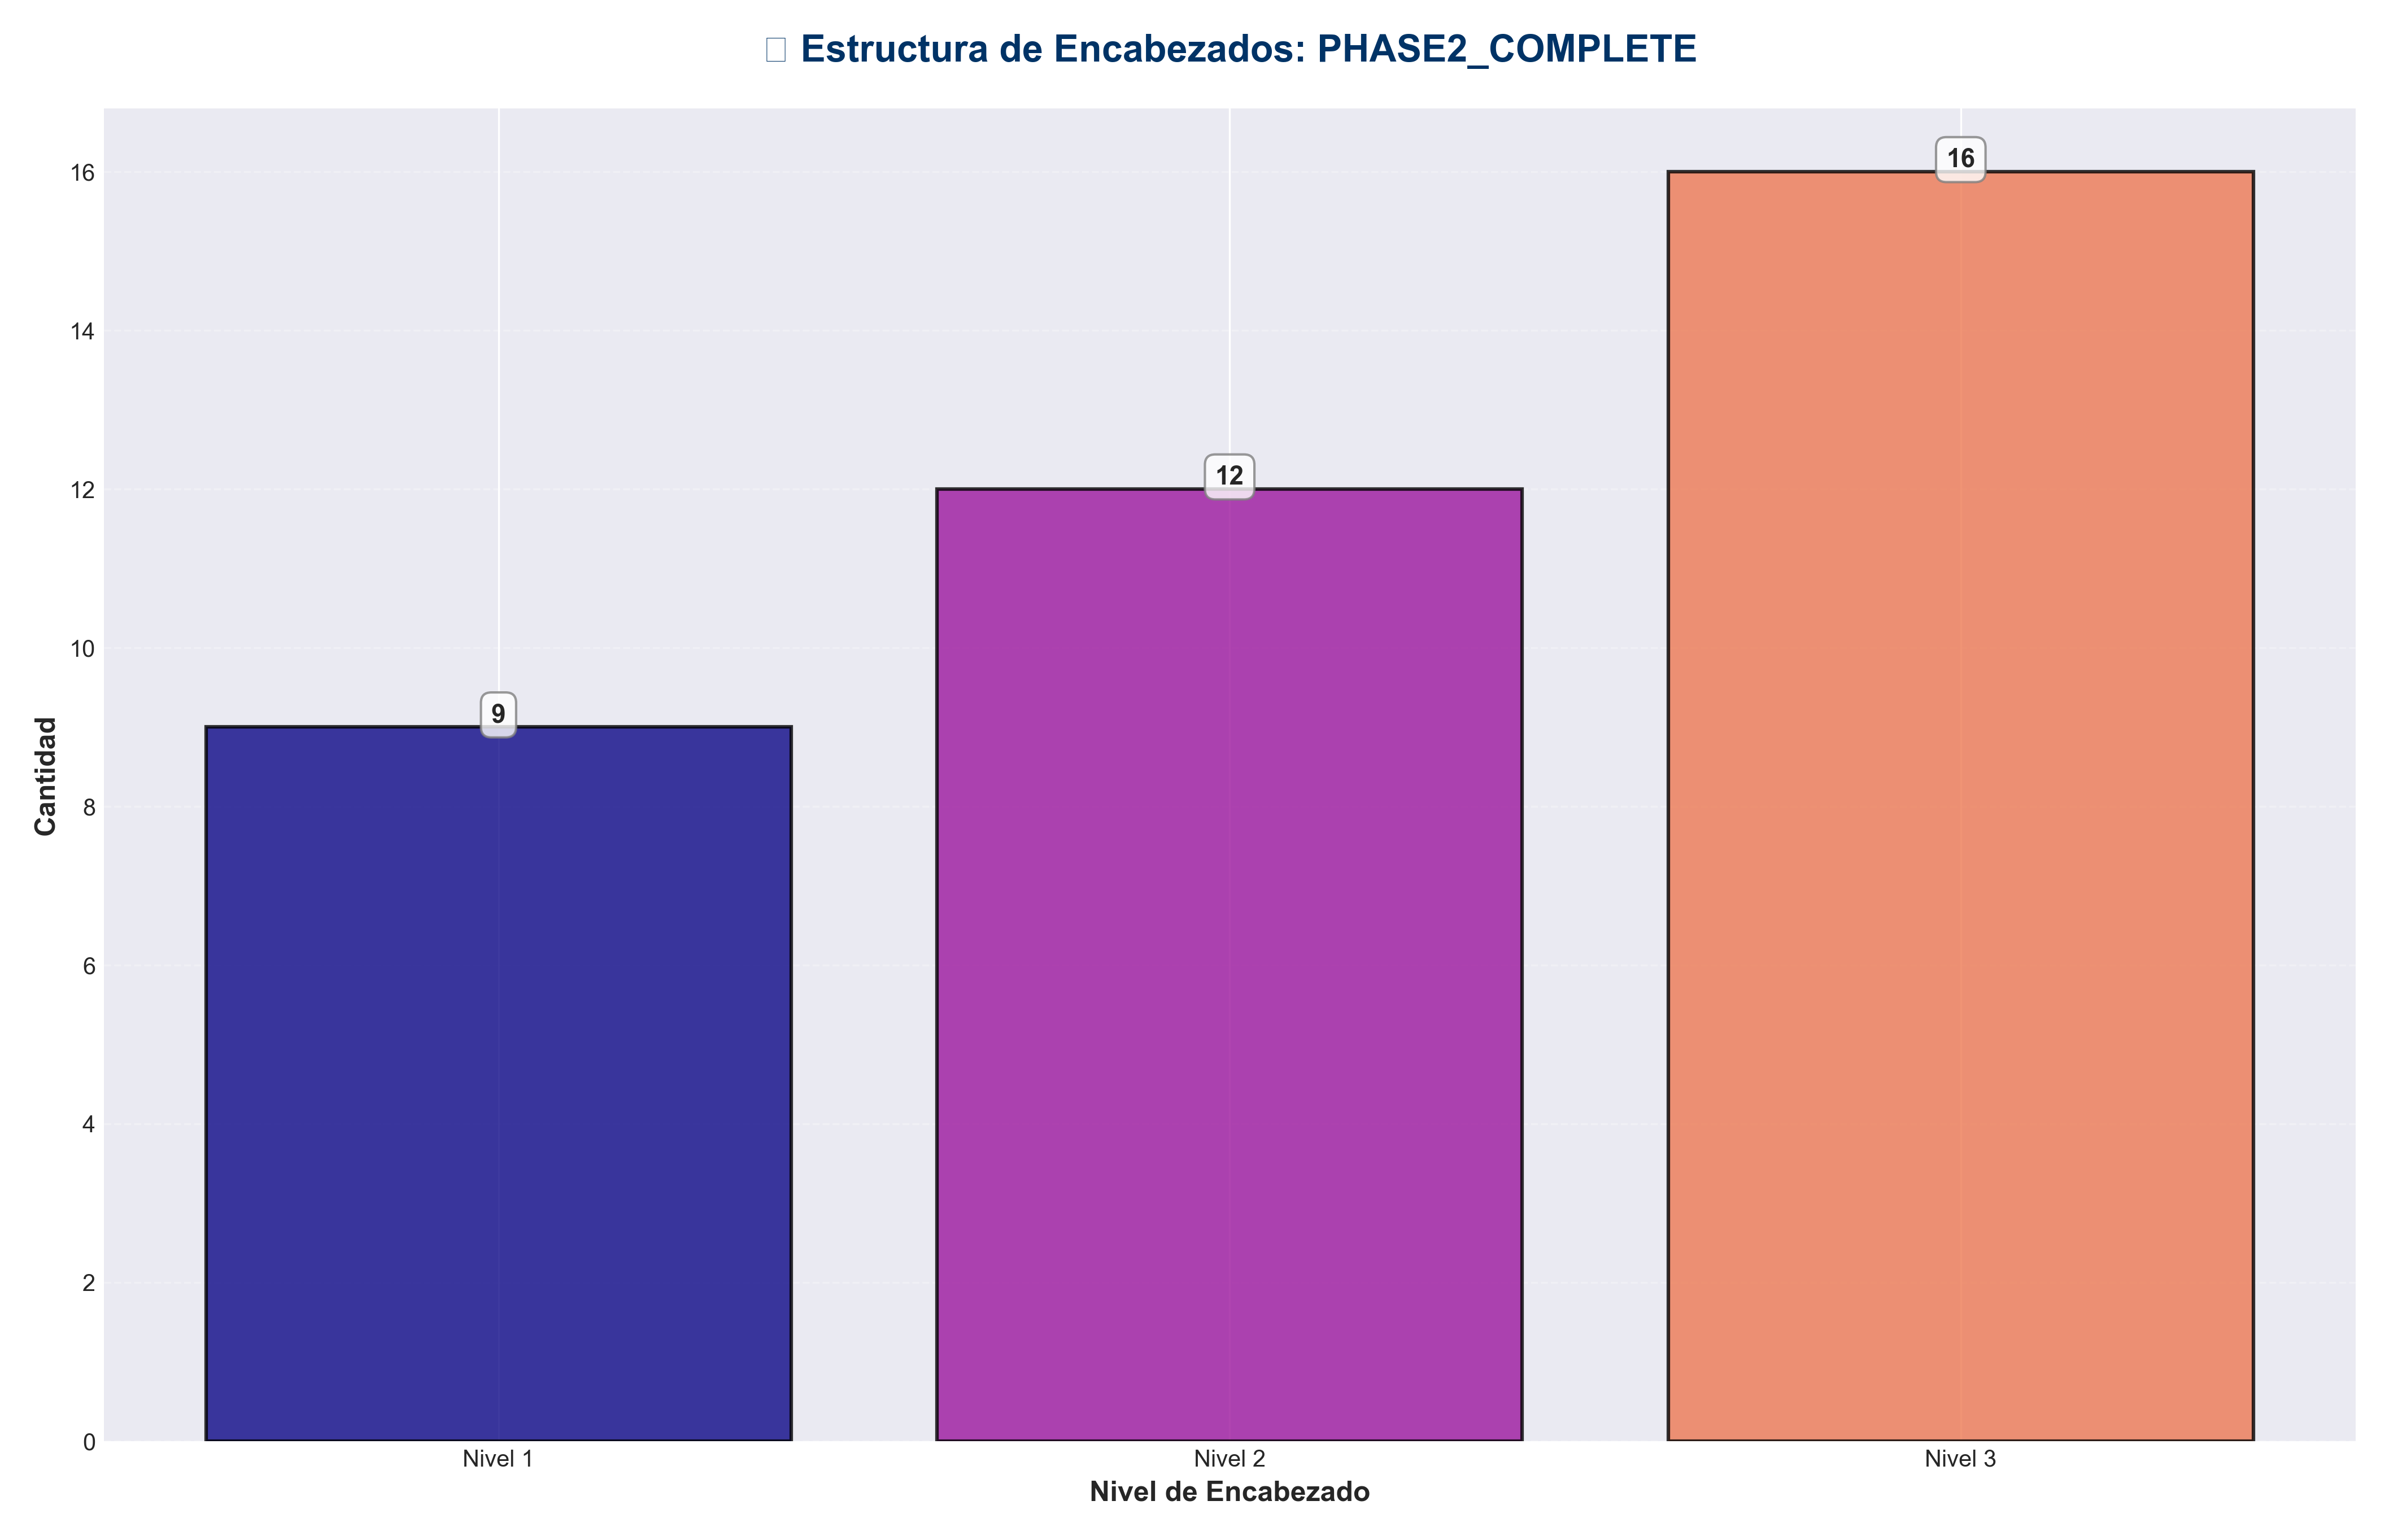 Estructura de Encabezados: PHASE2_COMPLETE
16
14
12
10
8
6
4
2
0
Cantidad
9
12
16
Nivel 1
Nivel 2
Nivel 3
Nivel de Encabezado